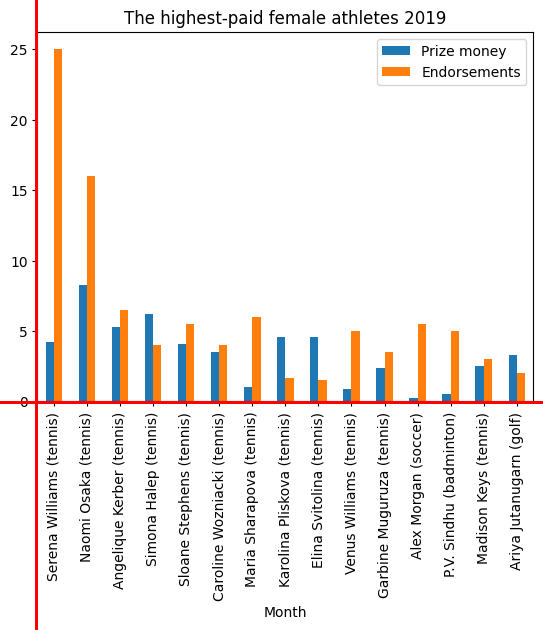 The highest-paid female athletes 2019
Prize money
Endorsements
25
20
15
10
5
0
Serena Williams (tennis)
Naomi Osaka (tennis)
Angelique Kerber (tennis)
Simona Halep (tennis)
Sloane Stephens (tennis)
Caroline Wozniacki (tennis)
Maria Sharapova (tennis)
Karolina Pliskova (tennis)
Elina Svitolina (tennis)
Venus Williams (tennis)
Garbine Muguruza (tennis)
Alex Morgan (soccer)
P.V. Sindhu (badminton)
Madison Keys (tennis)
Ariya Jutanugarn (golf)
Month